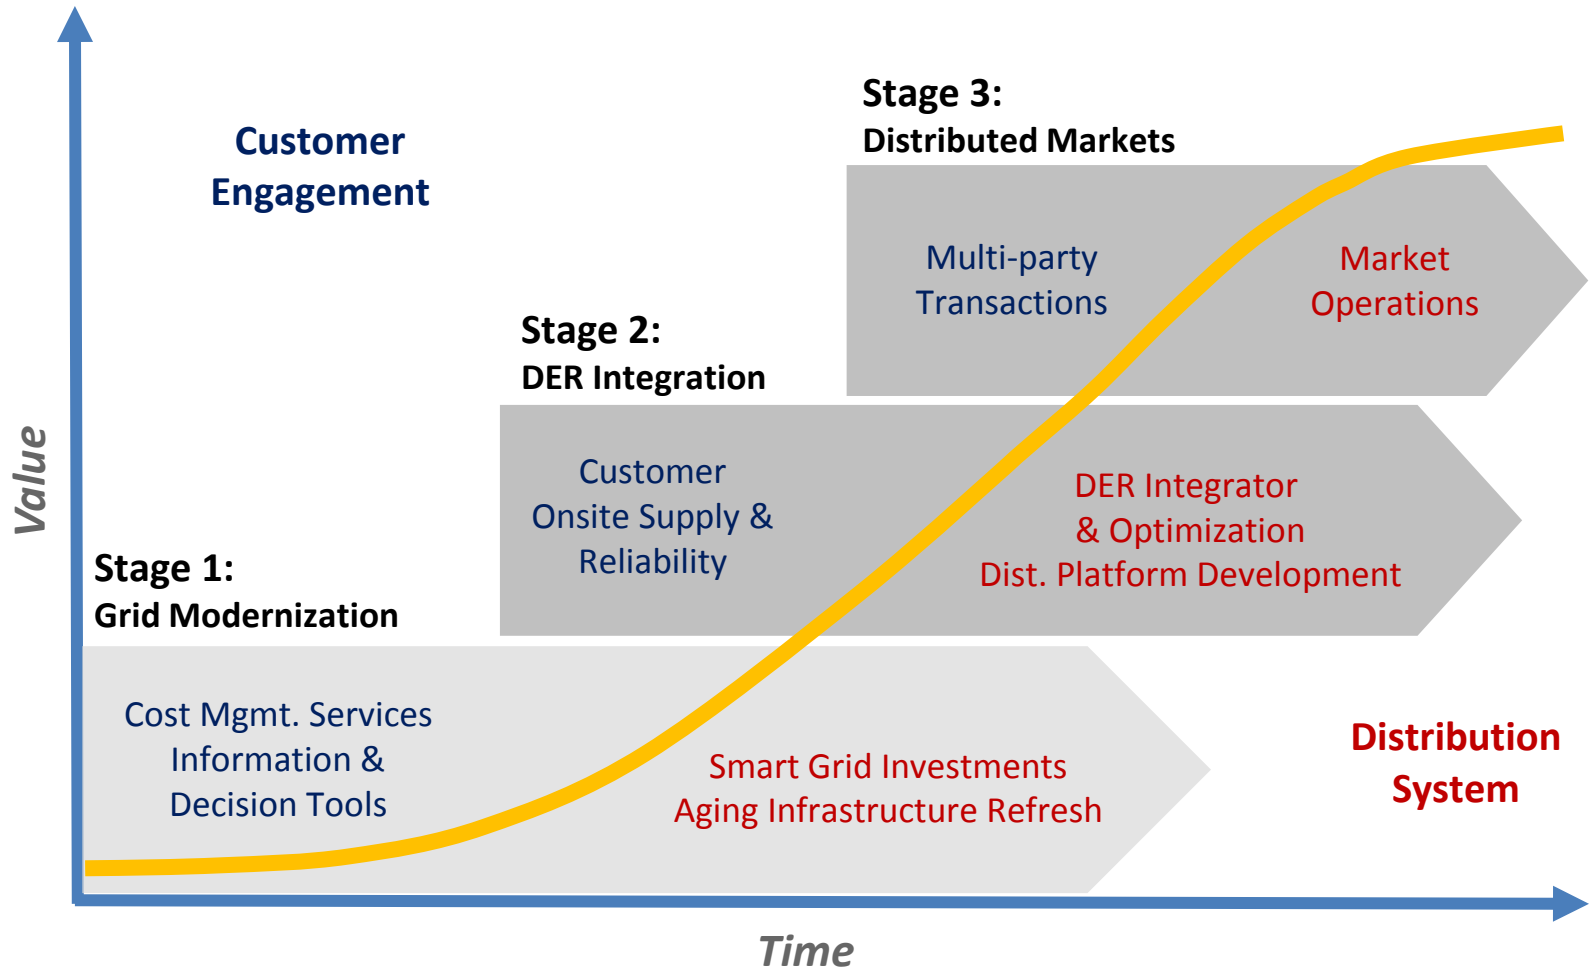 Stage 3:
Distributed Markets
Customer
Engagement
Multi-party
Transactions
Market
Operations
Stage 2:
DER Integration
Customer
Onsite Supply &
Reliability
DER Integrator
& Optimization
Dist. Platform Development
Value
Stage 1:
Grid Modernization
Cost Mgmt. Services
Information &
Decision Tools
Smart Grid Investments
Aging Infrastructure Refresh
Distribution
System
Time